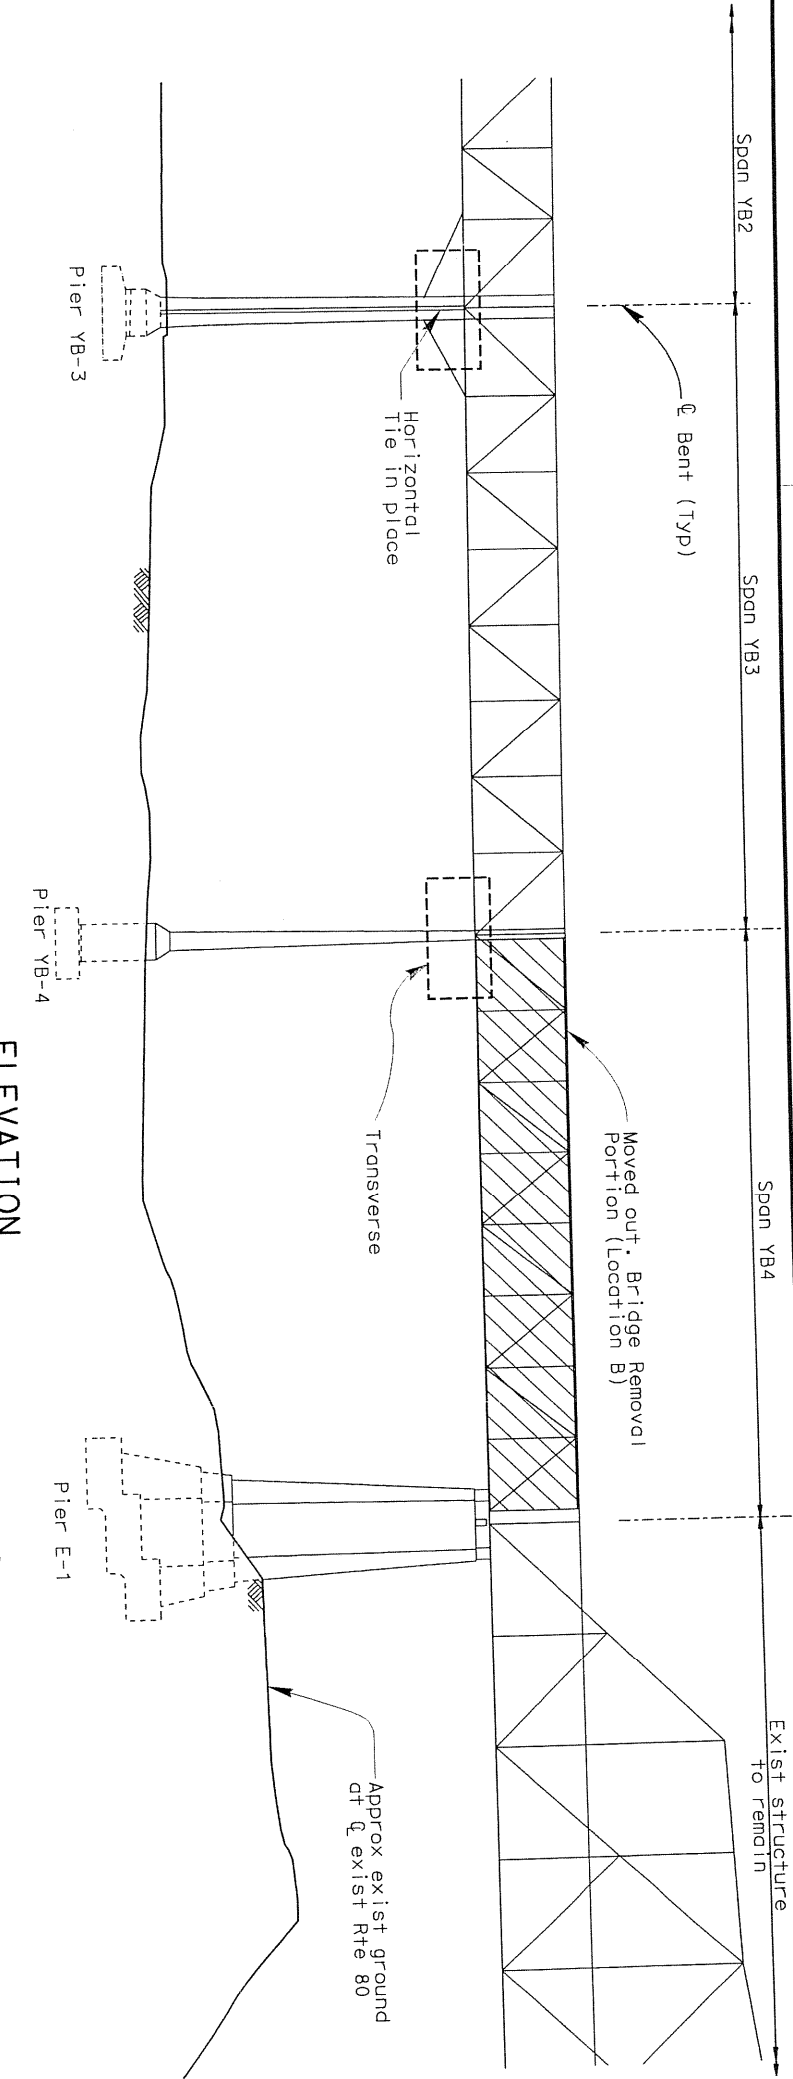 Span YB2
Span YB3
Span YB4
Exist structure
to remain
℄ Bent (Typ)
Moved out. Bridge Removal
Portion (Location B)
Horizontal
Tie in place
Transverse
Approx exist ground
at ℄ exist Rte 80
Pier YB-3
Pier YB-4
Pier E-1
ELEVATION